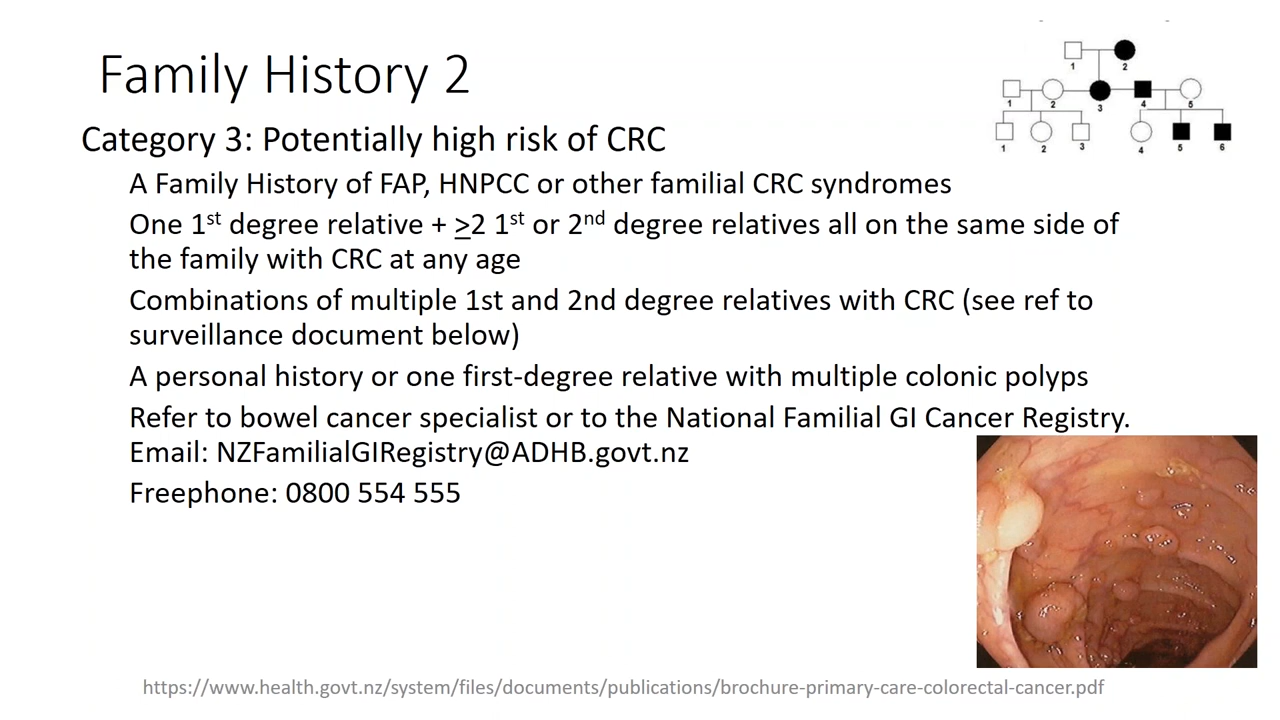 Family History 2
1 2
1 2 3 4 5
1 2 3 4 5 6
Category 3: Potentially high risk of CRC
A Family History of FAP, HNPCC or other familial CRC syndromes
One 1st degree relative + ≥2 1st or 2nd degree relatives all on the same side of
the family with CRC at any age
Combinations of multiple 1st and 2nd degree relatives with CRC (see ref to
surveillance document below)
A personal history or one first-degree relative with multiple colonic polyps
Refer to bowel cancer specialist or to the National Familial GI Cancer Registry.
Email: NZFamilialGIRegistry@ADHB.govt.nz
Freephone: 0800 554 555
https://www.health.govt.nz/system/files/documents/publications/brochure-primary-care-colorectal-cancer.pdf